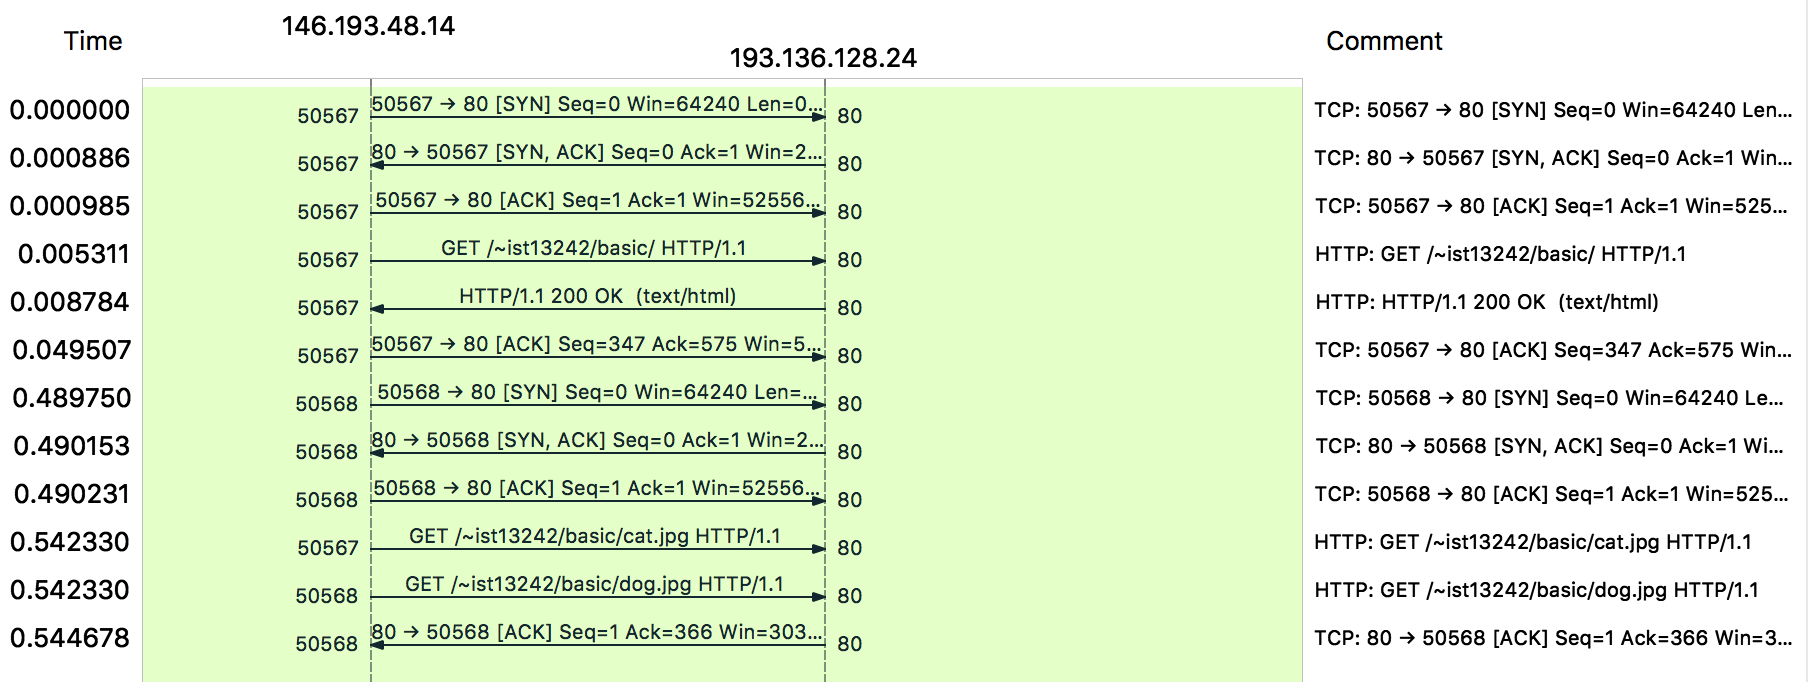 Time 146.193.48.14 193.136.128.24 Comment
0.000000 50567 50567 → 80 [SYN] Seq=0 Win=64240 Len=0... 80 TCP: 50567 → 80 [SYN] Seq=0 Win=64240 Len...
0.000886 50567 80 → 50567 [SYN, ACK] Seq=0 Ack=1 Win=2... 80 TCP: 80 → 50567 [SYN, ACK] Seq=0 Ack=1 Win...
0.000985 50567 50567 → 80 [ACK] Seq=1 Ack=1 Win=52556... 80 TCP: 50567 → 80 [ACK] Seq=1 Ack=1 Win=525...
0.005311 50567 GET /~ist13242/basic/ HTTP/1.1 80 HTTP: GET /~ist13242/basic/ HTTP/1.1
0.008784 50567 HTTP/1.1 200 OK (text/html) 80 HTTP: HTTP/1.1 200 OK (text/html)
0.049507 50567 50567 → 80 [ACK] Seq=347 Ack=575 Win=5... 80 TCP: 50567 → 80 [ACK] Seq=347 Ack=575 Win...
0.489750 50568 50568 → 80 [SYN] Seq=0 Win=64240 Len=... 80 TCP: 50568 → 80 [SYN] Seq=0 Win=64240 Le...
0.490153 50568 80 → 50568 [SYN, ACK] Seq=0 Ack=1 Win=2... 80 TCP: 80 → 50568 [SYN, ACK] Seq=0 Ack=1 Wi...
0.490231 50568 50568 → 80 [ACK] Seq=1 Ack=1 Win=52556... 80 TCP: 50568 → 80 [ACK] Seq=1 Ack=1 Win=525...
0.542330 50567 GET /~ist13242/basic/cat.jpg HTTP/1.1 80 HTTP: GET /~ist13242/basic/cat.jpg HTTP/1.1
0.542330 50568 GET /~ist13242/basic/dog.jpg HTTP/1.1 80 HTTP: GET /~ist13242/basic/dog.jpg HTTP/1.1
0.544678 50568 80 → 50568 [ACK] Seq=1 Ack=366 Win=303... 80 TCP: 80 → 50568 [ACK] Seq=1 Ack=366 Win=3...